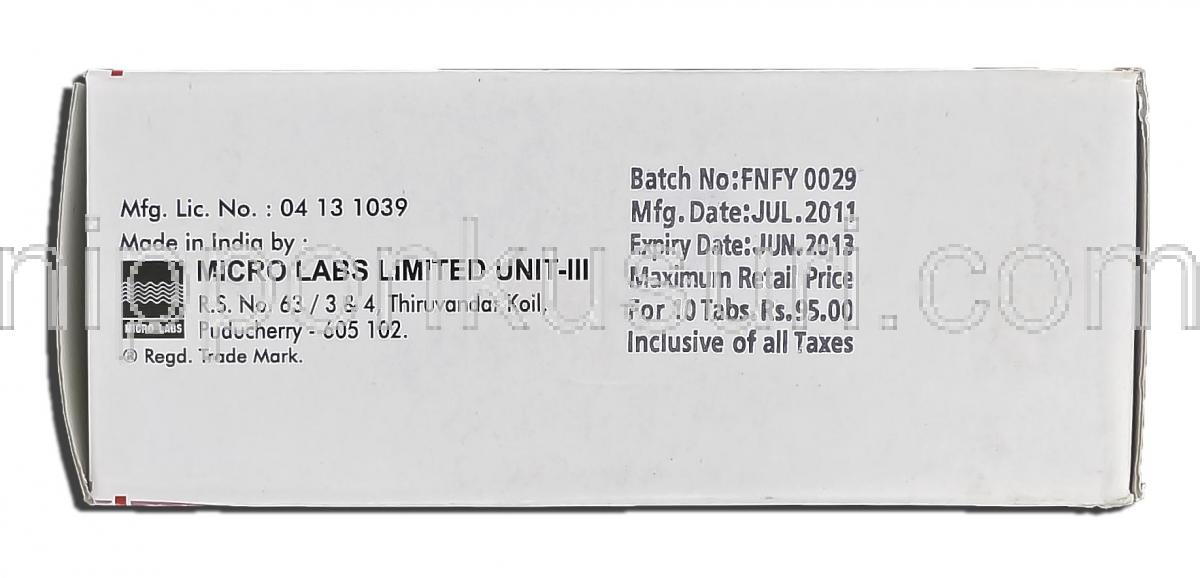 Mfg. Lic. No. : 04 13 1039
Made in India by :
MICRO LABS LIMITED UNIT-III
R.S. No. 63 / 3 & 4, Thiruvandar Koil,
Puducherry - 605 102.
MICRO LABS
® Regd. Trade Mark.
Batch No:FNFY 0029
Mfg. Date:JUL.2011
Expiry Date:JUN.2013
Maximum Retail Price
For 10 Tabs. Rs.95.00
Inclusive of all Taxes
nipponkusuri.com